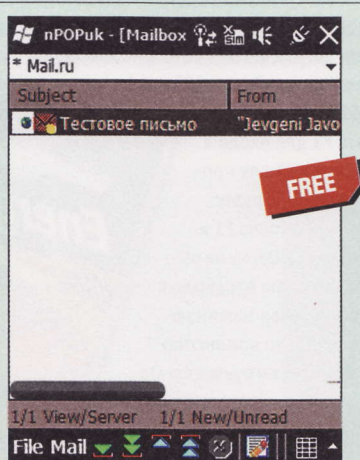 nPOPuk - [Mailbox
* Mail.ru
Subject From
Тестовое письмо "Jevgeni Javo
FREE
1/1 View/Server 1/1 New/Unread
File Mail